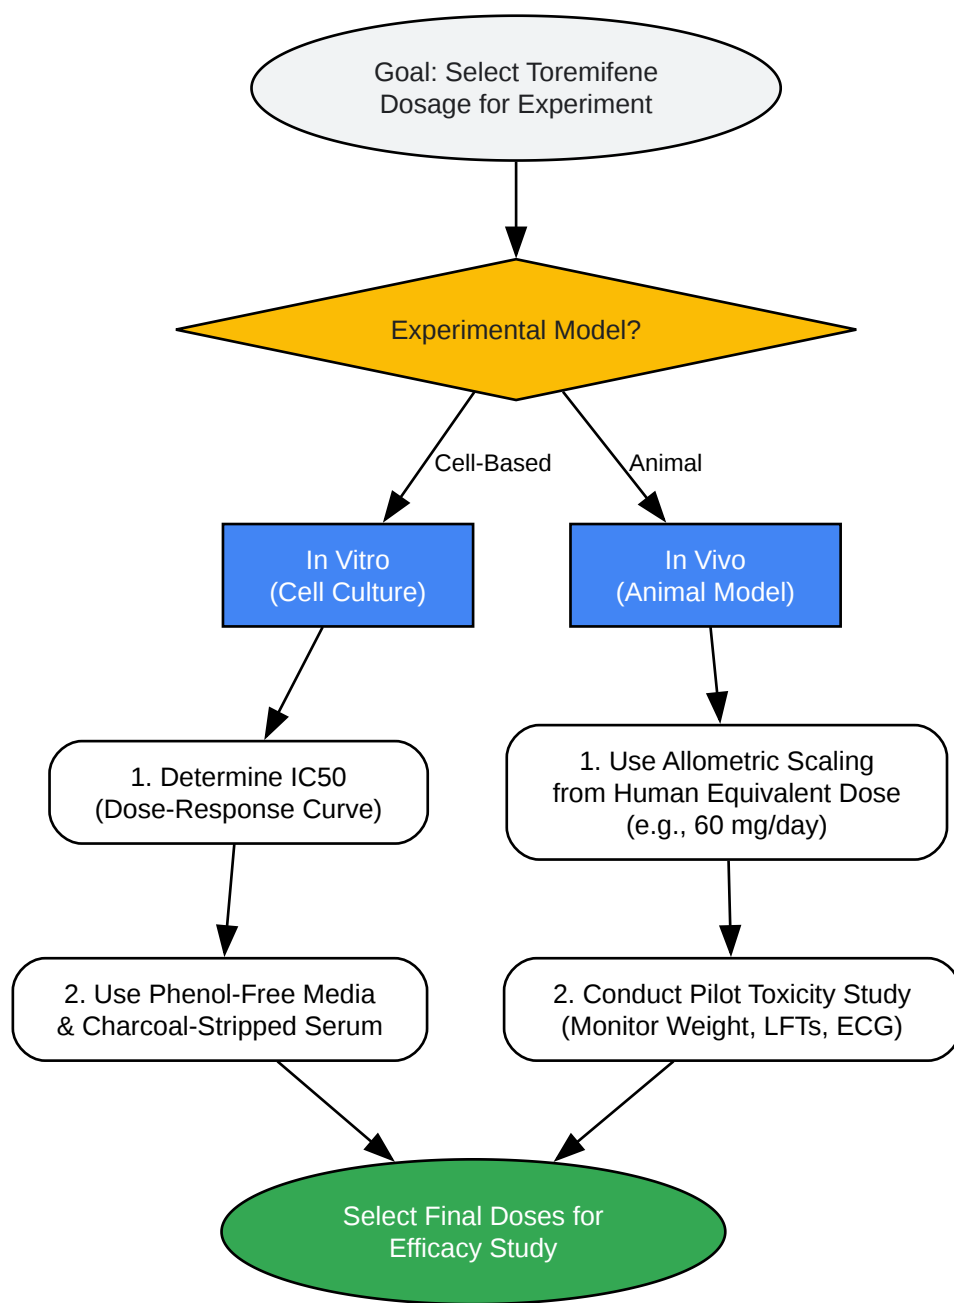 Goal: Select Toremifene
Dosage for Experiment
Experimental Model?
Cell-Based
Animal
In Vitro
(Cell Culture)
In Vivo
(Animal Model)
1. Determine IC50
(Dose-Response Curve)
1. Use Allometric Scaling
from Human Equivalent Dose
(e.g., 60 mg/day)
2. Use Phenol-Free Media
& Charcoal-Stripped Serum
2. Conduct Pilot Toxicity Study
(Monitor Weight, LFTs, ECG)
Select Final Doses for
Efficacy Study